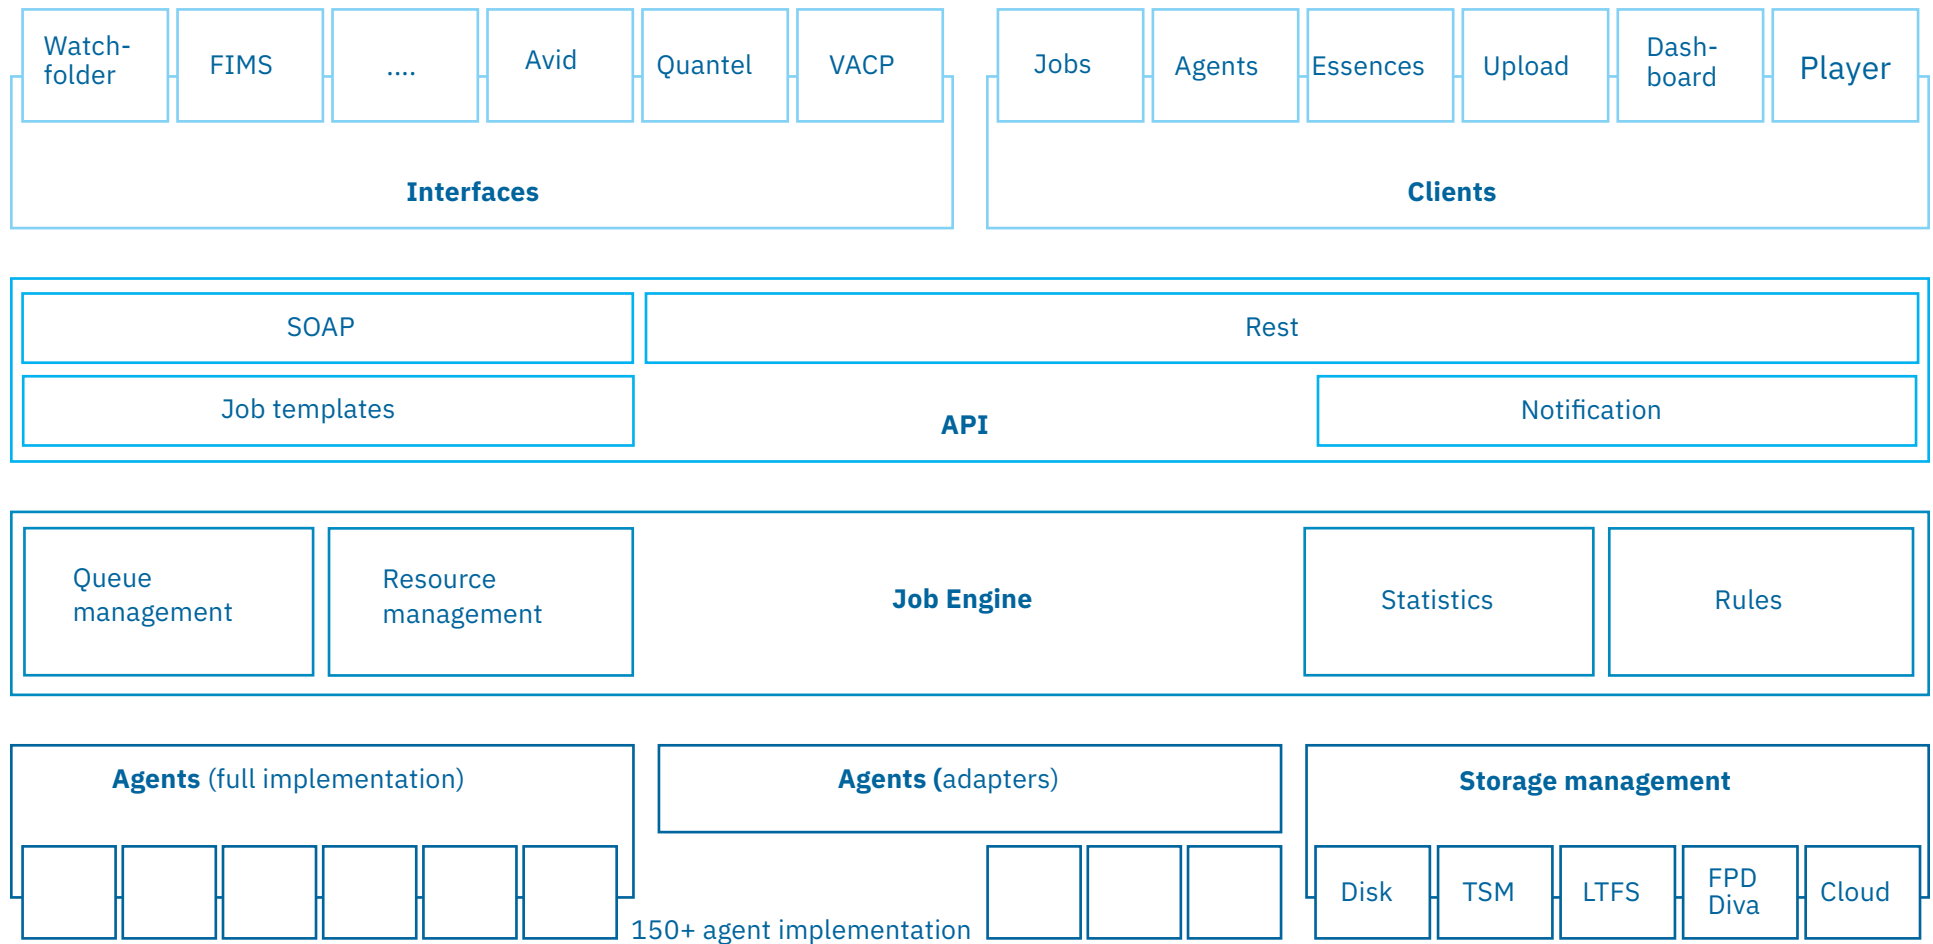 Watch-
folder
FIMS
....
Avid
Quantel
VACP
Interfaces
Jobs
Agents
Essences
Upload
Dash-
board
Player
Clients
SOAP
Rest
Job templates
API
Notification
Queue
management
Resource
management
Job Engine
Statistics
Rules
Agents (full implementation)
Agents (adapters)
150+ agent implementation
Storage management
Disk
TSM
LTFS
FPD
Diva
Cloud